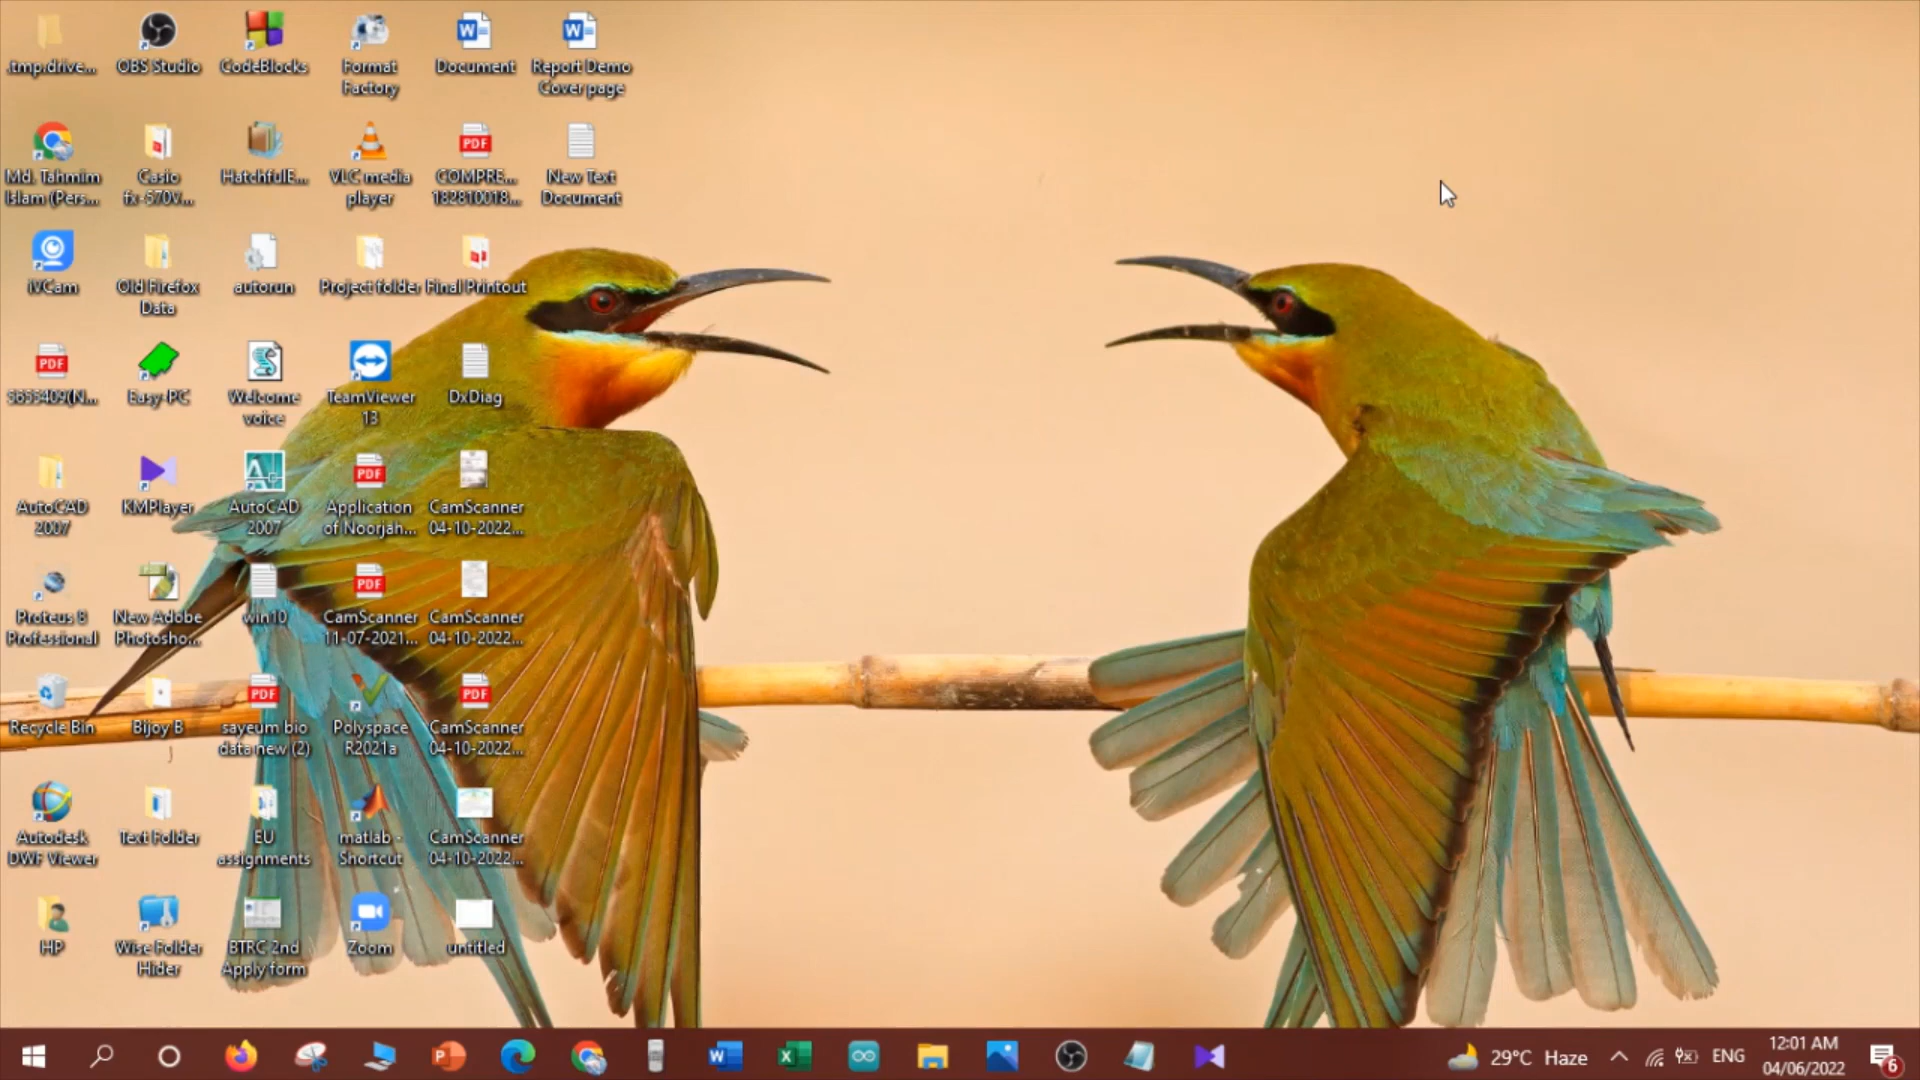 .tmp.drive...
OBS Studio
CodeBlocks
Format
Factory
Document
Report Demo
Cover page
Md. Tahmim
Islam (Pers...
Casio
fx-570V...
HatchfulE...
VLC media
player
COMPRE...
182810018...
New Text
Document
iVCam
Old Firefox
Data
autorun
Project folder
Final Printout
5655409(N...
Easy-PC
Welcome
voice
TeamViewer
13
DxDiag
AutoCAD
2007
KMPlayer
AutoCAD
2007
Application
of Noorjah...
CamScanner
04-10-2022...
Proteus 8
Professional
New Adobe
Photosho...
win10
CamScanner
11-07-2021...
CamScanner
04-10-2022...
Recycle Bin
Bijoy B
sayeum bio
data new (2)
Polyspace
R2021a
CamScanner
04-10-2022...
Autodesk
DWF Viewer
Text Folder
EU
assignments
matlab -
Shortcut
CamScanner
04-10-2022...
HP
Wise Folder
Hider
BTRC 2nd
Apply form
Zoom
untitled
29°C Haze
ENG
12:01 AM
04/06/2022
6